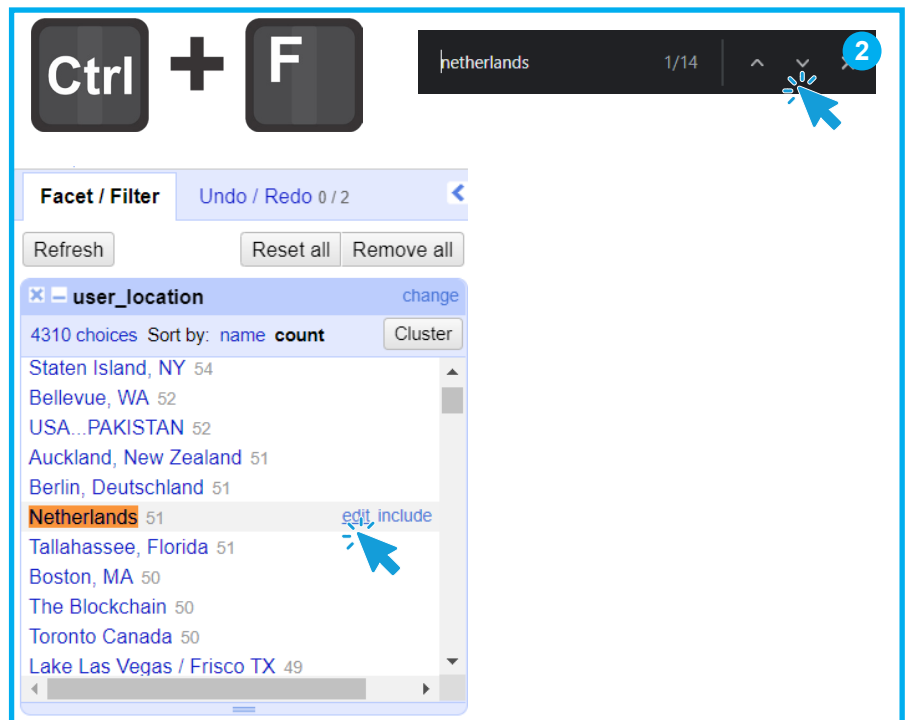 Ctrl + F
netherlands 1/14 2
Facet / Filter Undo / Redo 0 / 2
Refresh Reset all Remove all
user_location change
4310 choices Sort by: name count Cluster
Staten Island, NY 54
Bellevue, WA 52
USA...PAKISTAN 52
Auckland, New Zealand 51
Berlin, Deutschland 51
Netherlands 51 edit include
Tallahassee, Florida 51
Boston, MA 50
The Blockchain 50
Toronto Canada 50
Lake Las Vegas / Frisco TX 49